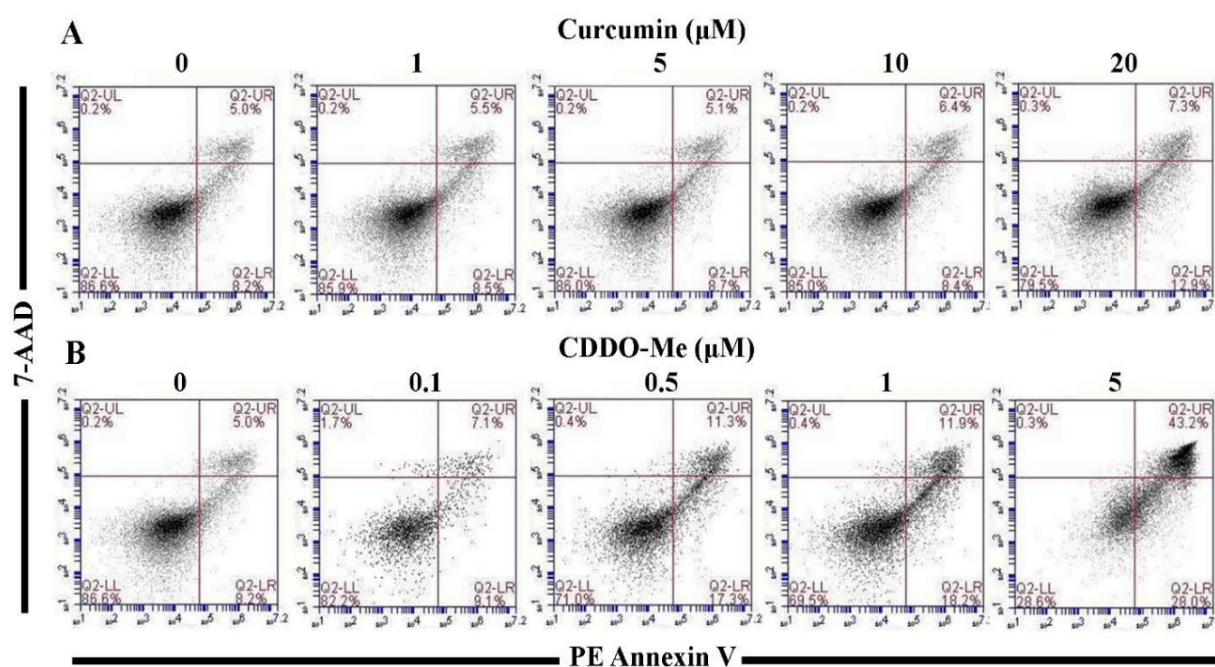 A
Curcumin (μM)
0 1 5 10 20
Q2-UL 0.2% Q2-UR 5.0% Q2-LL 86.6% Q2-LR 8.2%
Q2-UL 0.2% Q2-UR 5.5% Q2-LL 85.9% Q2-LR 8.5%
Q2-UL 0.2% Q2-UR 5.1% Q2-LL 86.0% Q2-LR 8.7%
Q2-UL 0.2% Q2-UR 6.4% Q2-LL 85.0% Q2-LR 8.4%
Q2-UL 0.3% Q2-UR 7.3% Q2-LL 79.5% Q2-LR 12.9%
7-AAD
B
CDDO-Me (μM)
0 0.1 0.5 1 5
Q2-UL 0.2% Q2-UR 5.0% Q2-LL 86.6% Q2-LR 8.2%
Q2-UL 1.7% Q2-UR 7.1% Q2-LL 82.2% Q2-LR 9.1%
Q2-UL 0.4% Q2-UR 11.3% Q2-LL 71.0% Q2-LR 17.3%
Q2-UL 0.4% Q2-UR 11.9% Q2-LL 69.5% Q2-LR 18.2%
Q2-UL 0.3% Q2-UR 43.2% Q2-LL 28.6% Q2-LR 28.0%
PE Annexin V